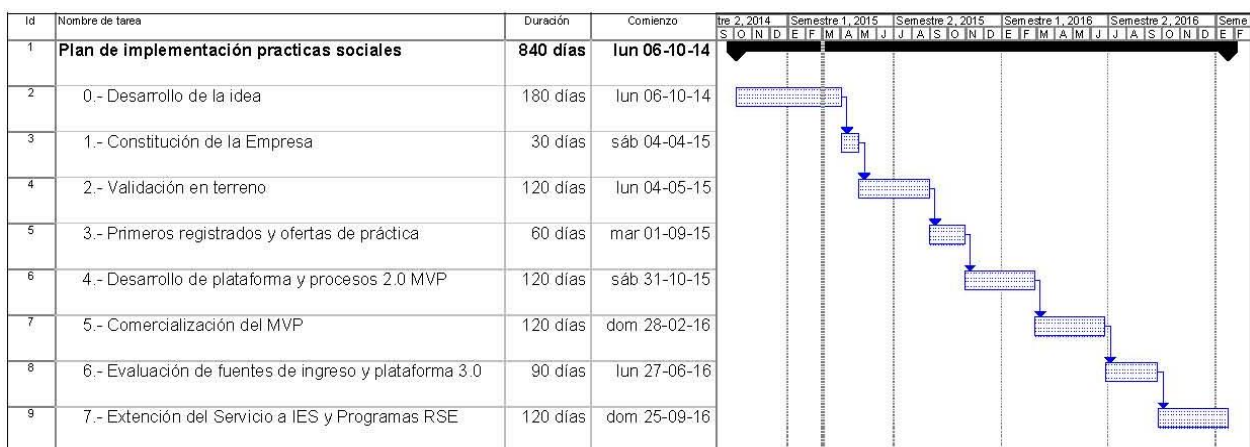 Id Nombre de tarea Duración Comienzo tre 2, 2014 Semestre 1, 2015 Semestre 2, 2015 Semestre 1, 2016 Semestre 2, 2016 Seme
S O N D E F M A M J J A S O N D E F M A M J J A S O N D E F
1 Plan de implementación practicas sociales 840 días lun 06-10-14
2 0.- Desarrollo de la idea 180 días lun 06-10-14
3 1.- Constitución de la Empresa 30 días sáb 04-04-15
4 2.- Validación en terreno 120 días lun 04-05-15
5 3.- Primeros registrados y ofertas de práctica 60 días mar 01-09-15
6 4.- Desarrollo de plataforma y procesos 2.0 MVP 120 días sáb 31-10-15
7 5.- Comercialización del MVP 120 días dom 28-02-16
8 6.- Evaluación de fuentes de ingreso y plataforma 3.0 90 días lun 27-06-16
9 7.- Extención del Servicio a IES y Programas RSE 120 días dom 25-09-16